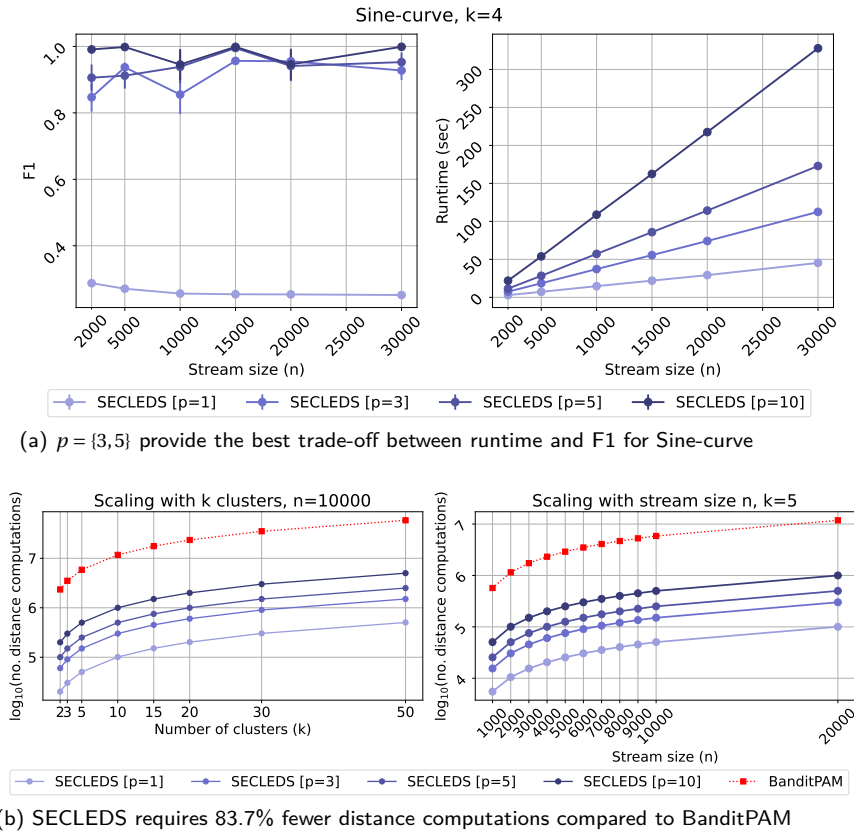 Sine-curve, k=4
F1
1.0
0.8
0.6
0.4
2000 5000 10000 15000 20000 25000 30000
Stream size (n)
Runtime (sec)
300
250
200
150
100
50
0
2000 5000 10000 15000 20000 25000 30000
Stream size (n)
SECLEDS [p=1] SECLEDS [p=3] SECLEDS [p=5] SECLEDS [p=10]
(a) p = {3,5} provide the best trade-off between runtime and F1 for Sine-curve
Scaling with k clusters, n=10000
log₁₀(no. distance computations)
7
6
5
2 3 5 10 15 20 30 50
Number of clusters (k)
Scaling with stream size n, k=5
log₁₀(no. distance computations)
7
6
5
4
1000 2000 3000 4000 5000 6000 7000 8000 9000 10000 20000
Stream size (n)
SECLEDS [p=1] SECLEDS [p=3] SECLEDS [p=5] SECLEDS [p=10] BanditPAM
(b) SECLEDS requires 83.7% fewer distance computations compared to BanditPAM